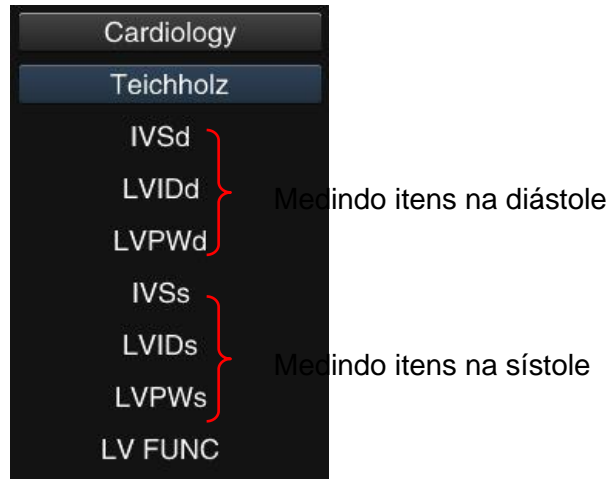 Cardiology
Teichholz
IVSd
LVIDd
Medindo itens na diástole
LVPWd
IVSs
LVIDs
Medindo itens na sístole
LVPWs
LV FUNC